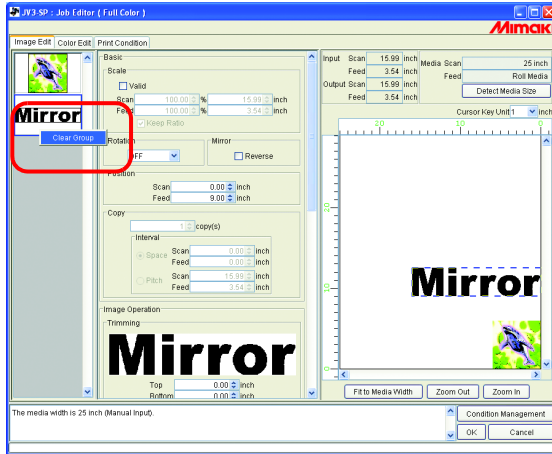 JV3-SP : Job Editor ( Full Color )
Mimaki
Image Edit Color Edit Print Condition
Mirror
Clear Group
Basic
Scale
Valid
Scan 100.00 % 15.99 inch
Feed 100.00 % 3.54 inch
Keep Ratio
Rotation
OFF
Mirror
Reverse
Position
Scan 0.00 inch
Feed 9.00 inch
Copy
1 copy(s)
Interval
Space
Scan 0.00 inch
Feed 0.00 inch
Pitch
Scan 15.99 inch
Feed 3.54 inch
Image Operation
Trimming
Mirror
Top 0.00 inch
Bottom 0.00 inch
Input Scan 15.99 inch
Feed 3.54 inch
Output Scan 15.99 inch
Feed 3.54 inch
Media Scan 25 inch
Feed Roll Media
Detect Media Size
Cursor Key Unit 1 inch
20 10 0
20
9
0
Mirror
Fit to Media Width Zoom Out Zoom In
The media width is 25 inch (Manual Input).
Condition Management
OK Cancel